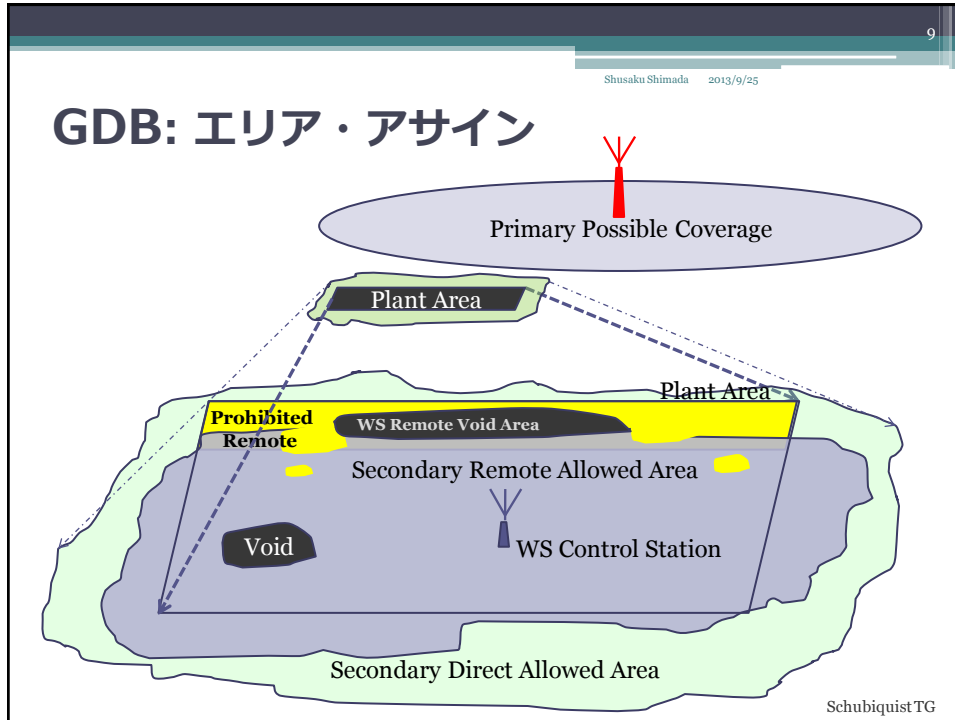 9
Shusaku Shimada 2013/9/25
GDB: エリア・アサイン
Primary Possible Coverage
Plant Area
Plant Area
Prohibited
Remote
WS Remote Void Area
Secondary Remote Allowed Area
Void
WS Control Station
Secondary Direct Allowed Area
Schubiquist TG